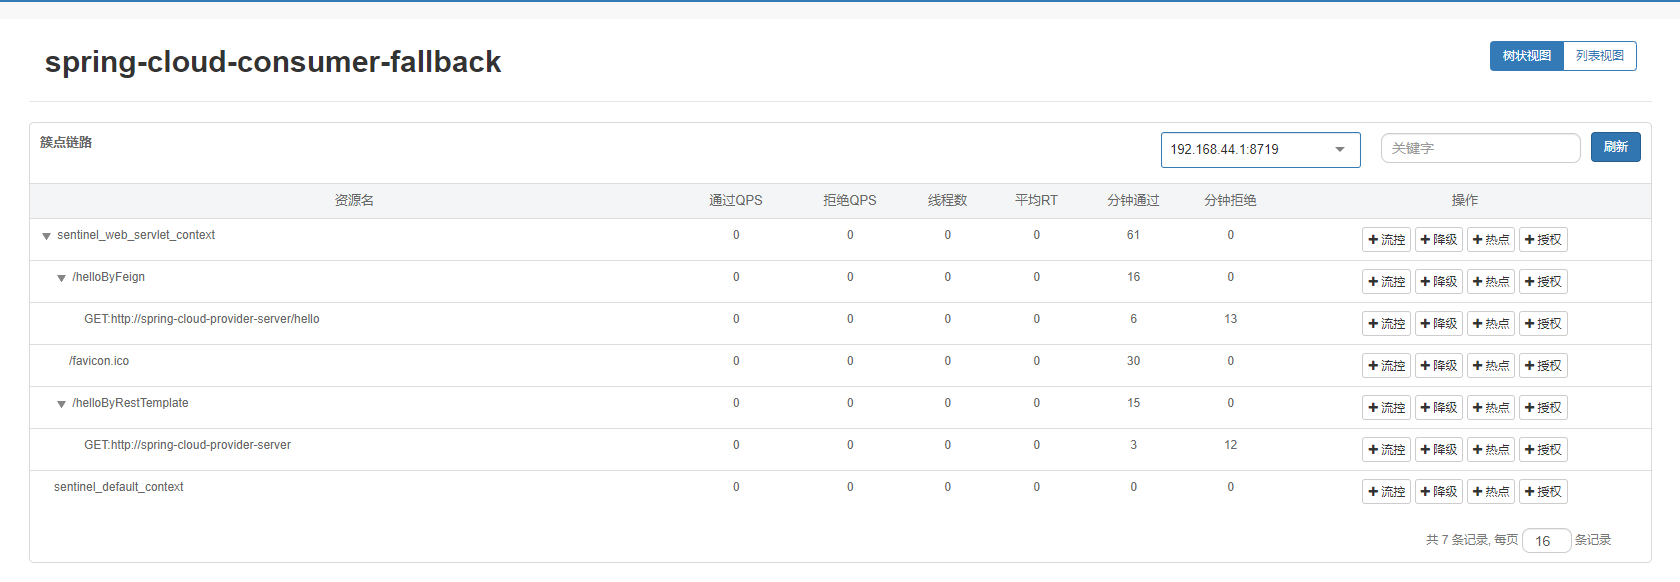 spring-cloud-consumer-fallback
树状视图 列表视图
簇点链路 192.168.44.1:8719 关键字 刷新
资源名 通过QPS 拒绝QPS 线程数 平均RT 分钟通过 分钟拒绝 操作
sentinel_web_servlet_context 0 0 0 0 61 0 +流控 +降级 +热点 +授权
/helloByFeign 0 0 0 0 16 0 +流控 +降级 +热点 +授权
GET:http://spring-cloud-provider-server/hello 0 0 0 0 6 13 +流控 +降级 +热点 +授权
/favicon.ico 0 0 0 0 30 0 +流控 +降级 +热点 +授权
/helloByRestTemplate 0 0 0 0 15 0 +流控 +降级 +热点 +授权
GET:http://spring-cloud-provider-server 0 0 0 0 3 12 +流控 +降级 +热点 +授权
sentinel_default_context 0 0 0 0 0 0 +流控 +降级 +热点 +授权
共 7 条记录, 每页 16 条记录